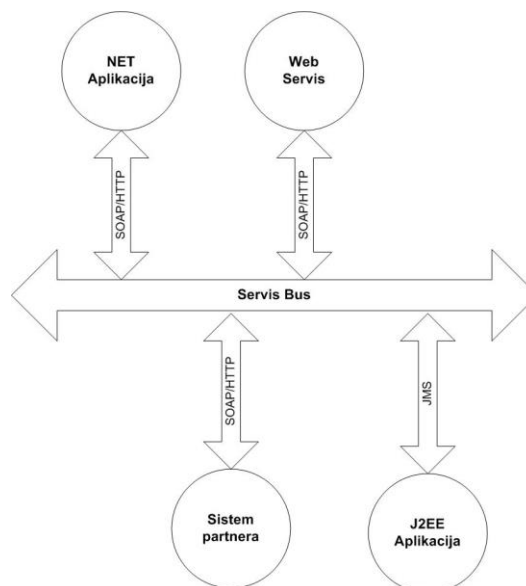 NET
Aplikacija
Web
Servis
SOAP/HTTP
SOAP/HTTP
Servis Bus
SOAP/HTTP
JMS
Sistem
partnera
J2EE
Aplikacija